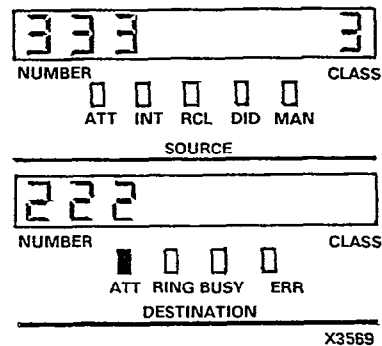 333 3
NUMBER CLASS
ATT INT RCL DID MAN
SOURCE
222
NUMBER CLASS
ATT RING BUSY ERR
DESTINATION
X3569